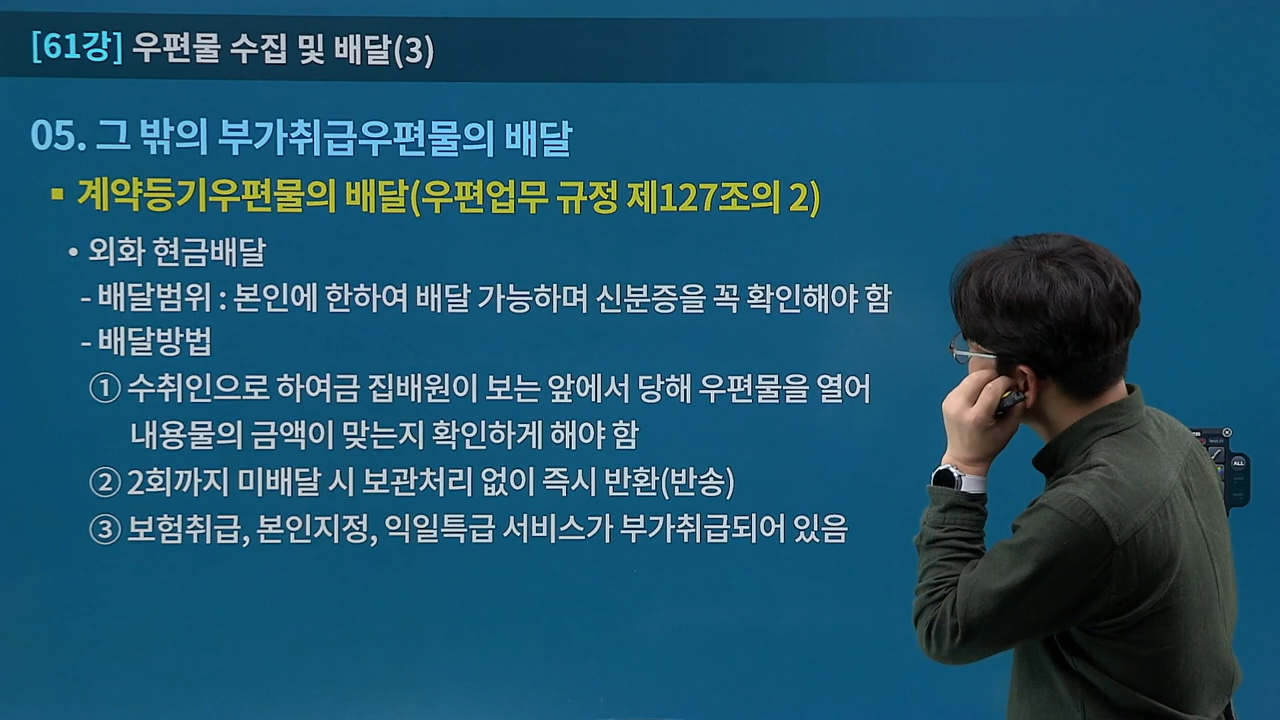 [61강] 우편물 수집 및 배달(3)
05. 그 밖의 부가취급우편물의 배달
▪ 계약등기우편물의 배달(우편업무 규정 제127조의 2)
• 외화 현금배달
- 배달범위 : 본인에 한하여 배달 가능하며 신분증을 꼭 확인해야 함
- 배달방법
① 수취인으로 하여금 집배원이 보는 앞에서 당해 우편물을 열어
내용물의 금액이 맞는지 확인하게 해야 함
② 2회까지 미배달 시 보관처리 없이 즉시 반환(반송)
③ 보험취급, 본인지정, 익일특급 서비스가 부가취급되어 있음
ALL